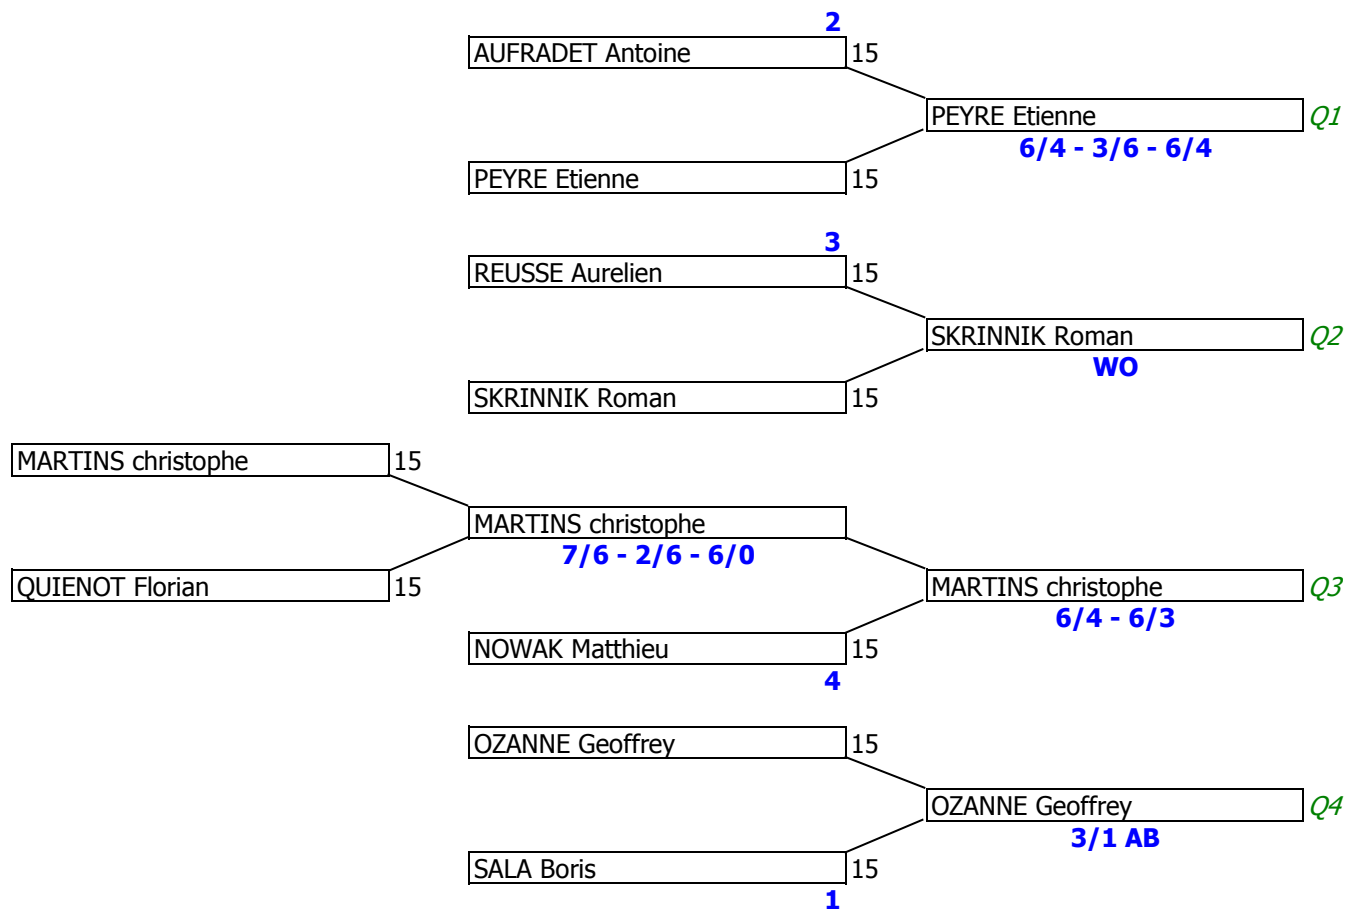 2
AUFRADET Antoine 15
PEYRE Etienne Q1
6/4 - 3/6 - 6/4
PEYRE Etienne 15
3
REUSSE Aurelien 15
SKRINNIK Roman Q2
WO
SKRINNIK Roman 15
MARTINS christophe 15
MARTINS christophe
7/6 - 2/6 - 6/0
QUIENOT Florian 15
MARTINS christophe Q3
6/4 - 6/3
NOWAK Matthieu 15
4
OZANNE Geoffrey 15
OZANNE Geoffrey Q4
3/1 AB
SALA Boris 15
1